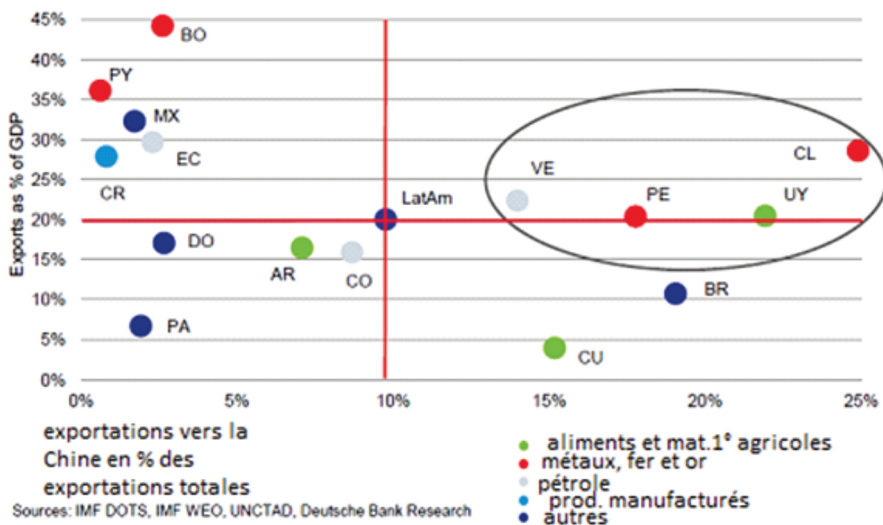 45%
40%
35%
30%
25%
20%
15%
10%
5%
0%
Exports as % of GDP
BO
PY
MX
EC
CR
VE
CL
PE
UY
LatAm
DO
AR
CO
BR
PA
CU
0%
5%
10%
15%
20%
25%
exportations vers la
Chine en % des
exportations totales
aliments et mat.1° agricoles
métaux, fer et or
pétrole
prod. manufacturés
autres
Sources: IMF DOTS, IMF WEO, UNCTAD, Deutsche Bank Research